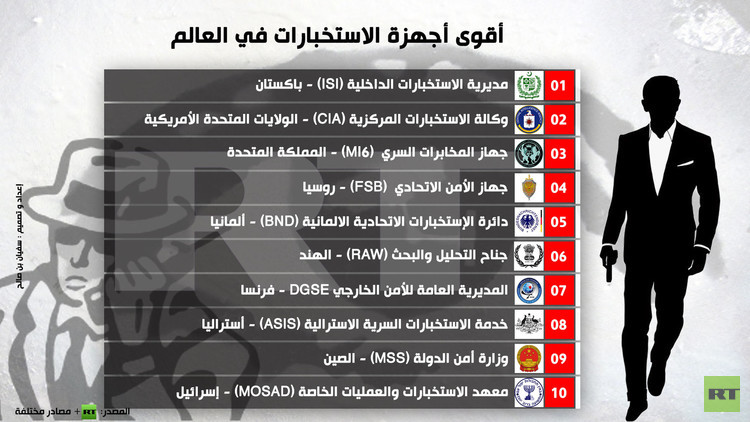 أقوى أجهزة الاستخبارات في العالم
01 مديرية الاستخبارات الداخلية (ISI) - باكستان
02 وكالة الاستخبارات المركزية (CIA) - الولايات المتحدة الأمريكية
03 جهاز المخابرات السري (MI6) - المملكة المتحدة
04 جهاز الأمن الاتحادي (FSB) - روسيا
05 دائرة الإستخبارات الاتحادية الالمانية (BND) - ألمانيا
06 جناح التحليل والبحث (RAW) - الهند
07 المديرية العامة للأمن الخارجي DGSE - فرنسا
08 خدمة الاستخبارات السرية الاسترالية (ASIS) - أستراليا
09 وزارة أمن الدولة (MSS) - الصين
10 معهد الاستخبارات والعمليات الخاصة (MOSAD) - إسرائيل
إعداد و تصميم : سفيان بن صالح
المصدر: RT + مصادر مختلفة
RT
RT